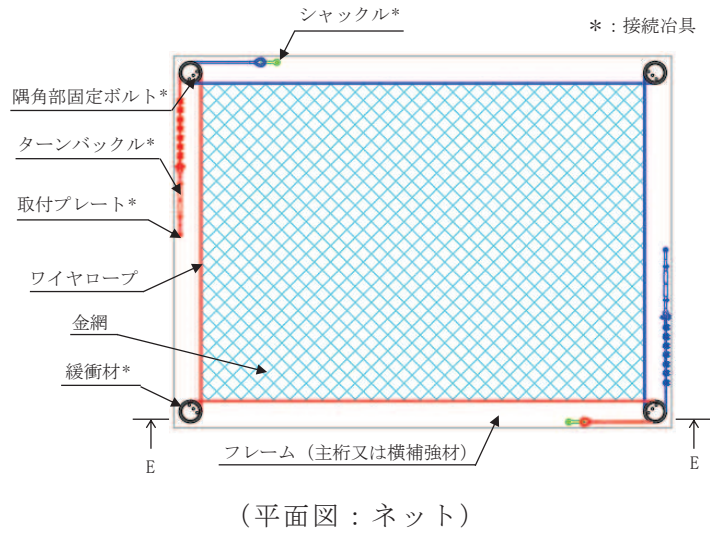 シャックル*
*：接続冶具
隅角部固定ボルト*
ターンバックル*
取付プレート*
ワイヤロープ
金網
緩衝材*
E
E
フレーム（主桁又は横補強材）
（平面図：ネット）